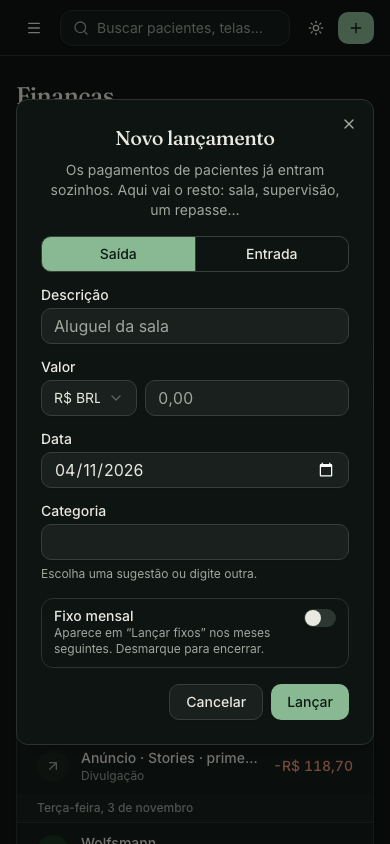 Buscar pacientes, telas...
Finanças
Novo lançamento
Os pagamentos de pacientes já entram
sozinhos. Aqui vai o resto: sala, supervisão,
um repasse...
Saída
Entrada
Descrição
Aluguel da sala
Valor
R$ BRL
0,00
Data
04/11/2026
Categoria
Escolha uma sugestão ou digite outra.
Fixo mensal
Aparece em “Lançar fixos” nos meses
seguintes. Desmarque para encerrar.
Cancelar
Lançar
Anúncio · Stories · prime...
-R$ 118,70
Divulgação
Terça-feira, 3 de novembro
Wolfsmann